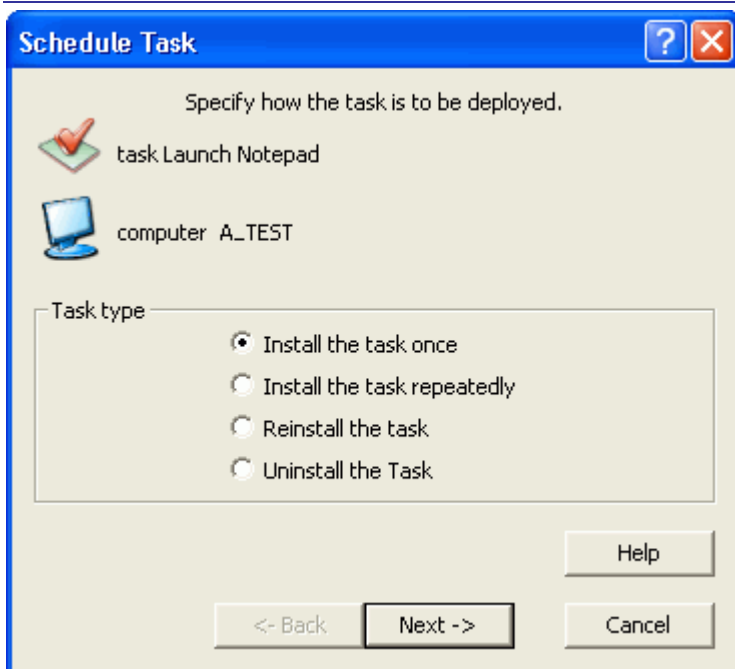 Schedule Task
Specify how the task is to be deployed.
task Launch Notepad
computer A_TEST
Task type
Install the task once
Install the task repeatedly
Reinstall the task
Uninstall the Task
Help
<- Back
Next ->
Cancel